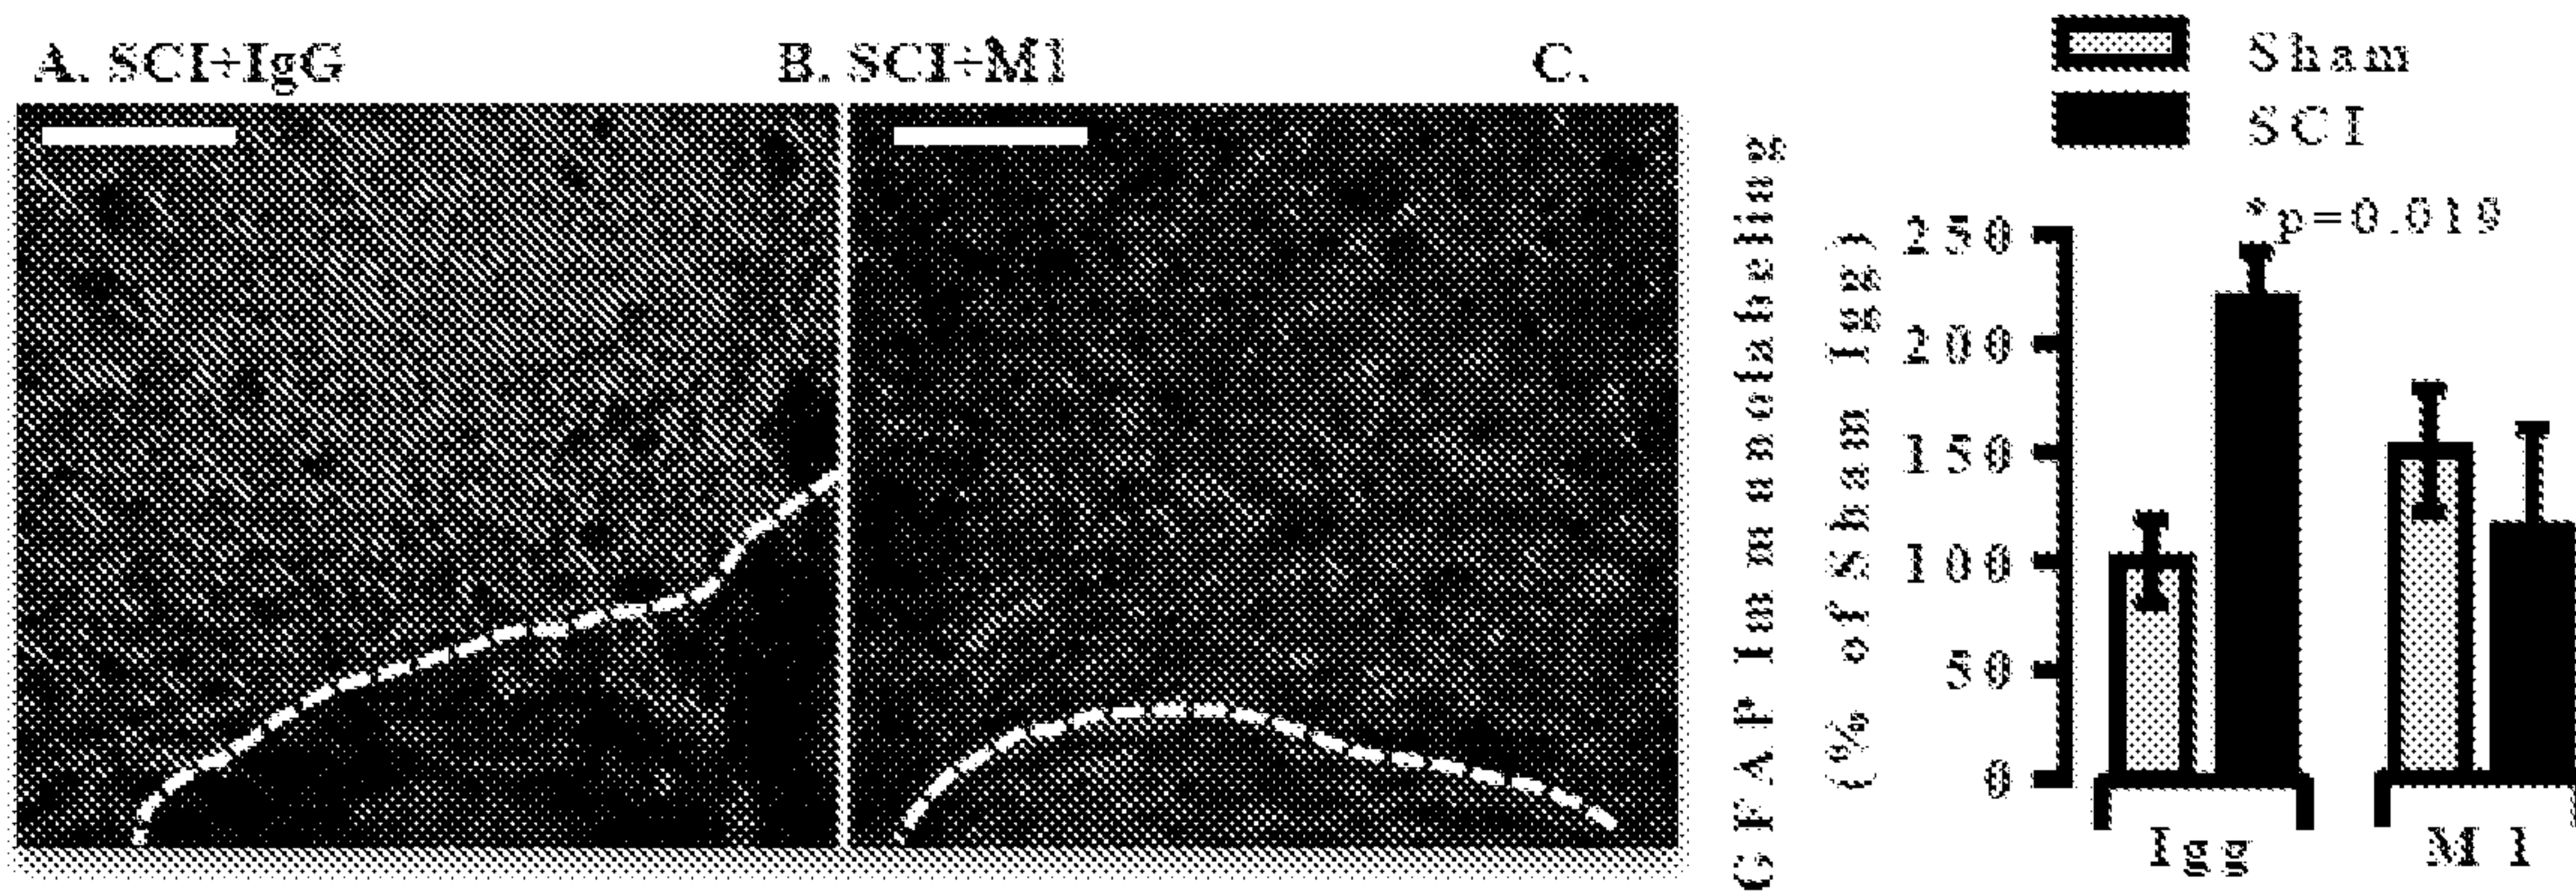 A. SCI+IgG
B. SCI+M1
C.
Sham
SCI
*p=0.019
GFAP Immunolabeling
(% of Sham Igg)
250
200
150
100
50
0
Igg
M1